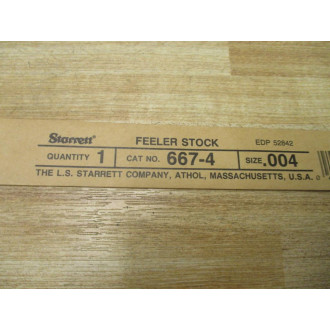 Starrett FEELER STOCK EDP 52842
QUANTITY 1 CAT NO. 667-4 SIZE .004
THE L.S. STARRETT COMPANY, ATHOL, MASSACHUSETTS, U.S.A.